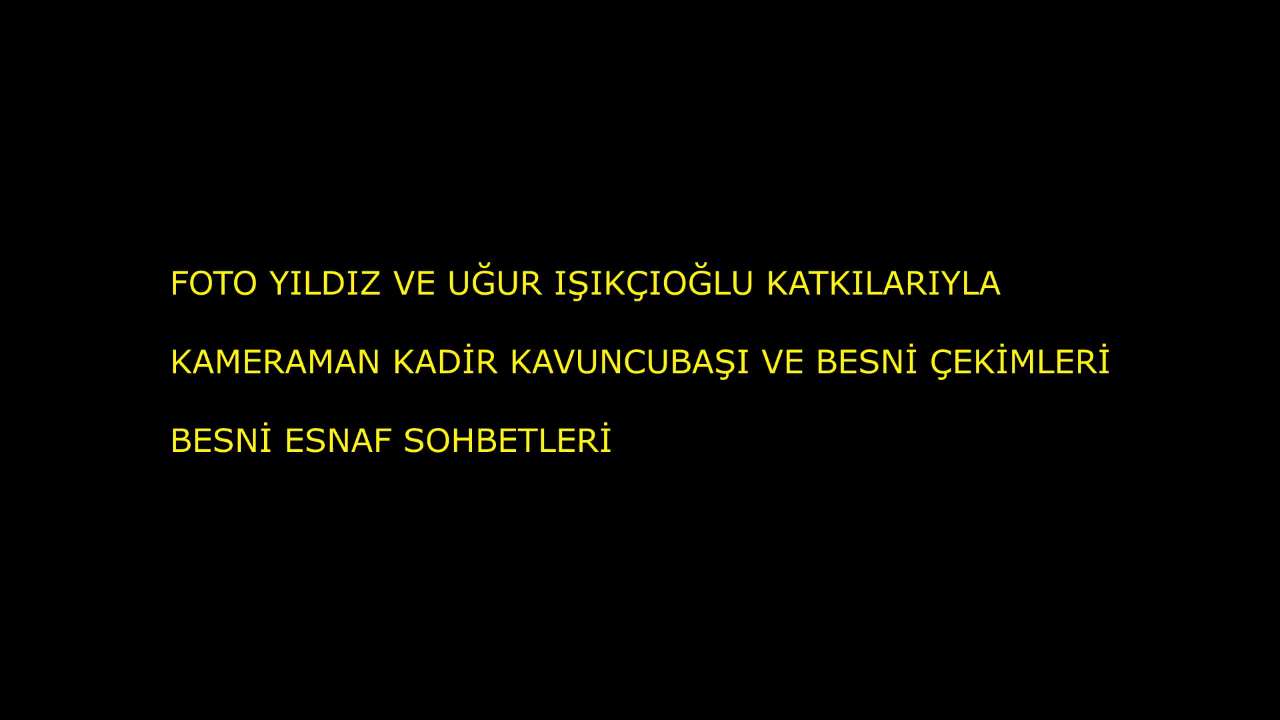 FOTO YILDIZ VE UĞUR IŞIKÇIOĞLU KATKILARIYLA
KAMERAMAN KADİR KAVUNCUBAŞI VE BESNİ ÇEKİMLERİ
BESNİ ESNAF SOHBETLERİ